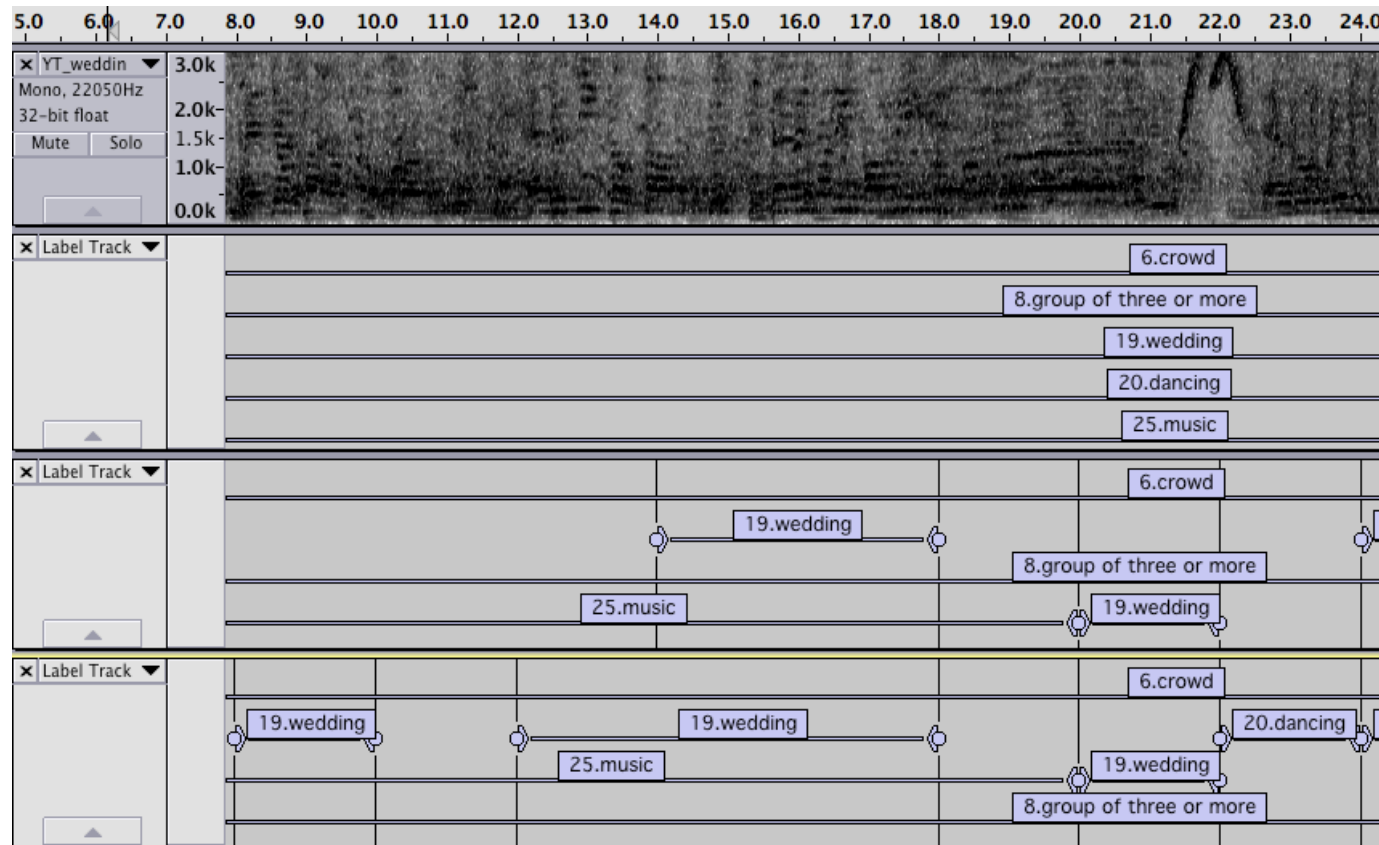 5.0 6.0 7.0 8.0 9.0 10.0 11.0 12.0 13.0 14.0 15.0 16.0 17.0 18.0 19.0 20.0 21.0 22.0 23.0 24.0
YT_weddin
Mono, 22050Hz
32-bit float
Mute Solo
3.0k
2.0k
1.5k
1.0k
0.0k
Label Track
6.crowd
8.group of three or more
19.wedding
20.dancing
25.music
Label Track
6.crowd
19.wedding
8.group of three or more
25.music 19.wedding
Label Track
6.crowd
19.wedding 19.wedding 20.dancing
25.music 19.wedding
8.group of three or more